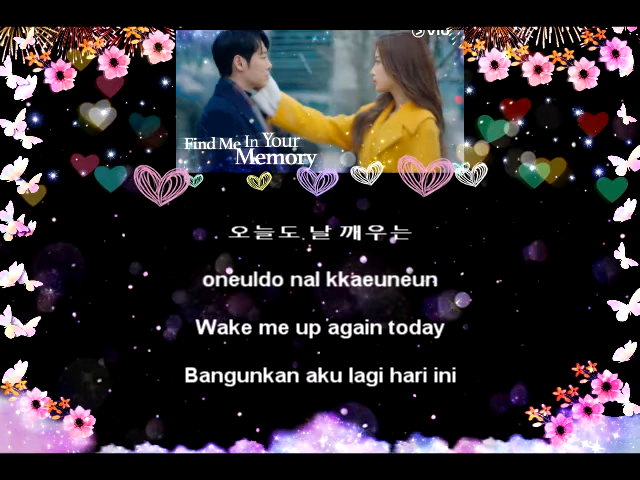 viu
Find Me In Your
Memory
오늘도 날 깨우는
oneuldo nal kkaeuneun
Wake me up again today
Bangunkan aku lagi hari ini